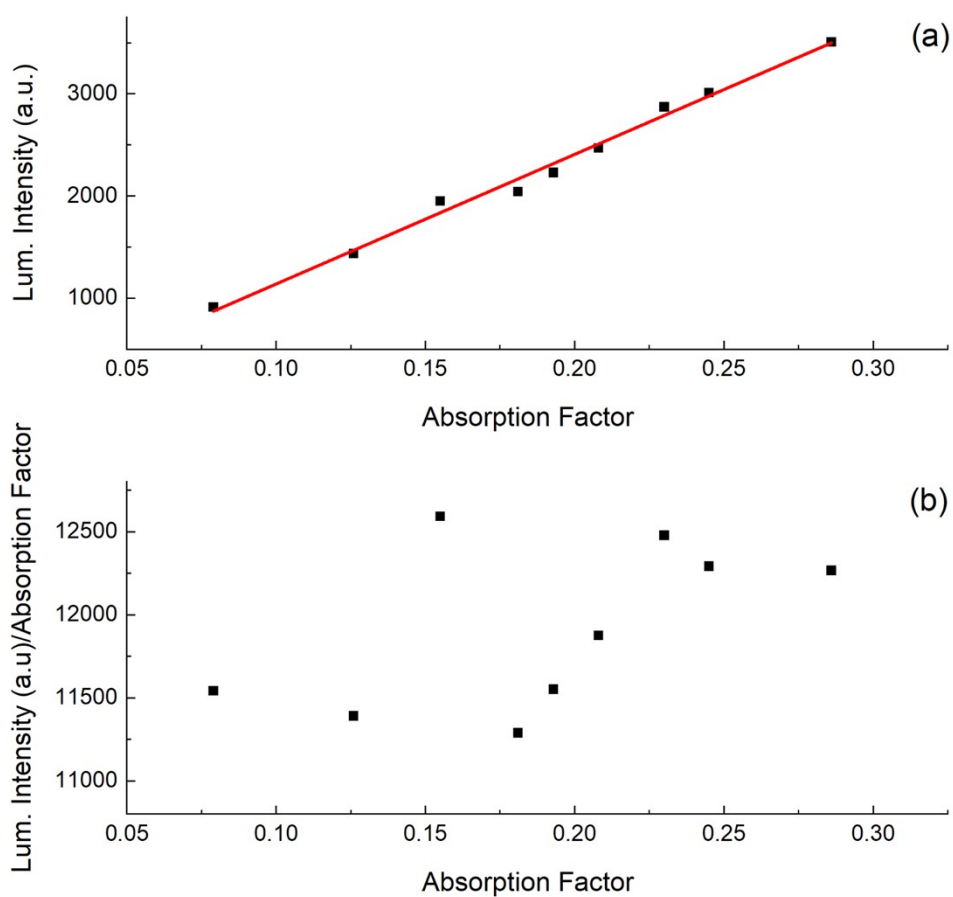 (a)
Lum. Intensity (a.u.)
3000
2000
1000
0.05 0.10 0.15 0.20 0.25 0.30
Absorption Factor
(b)
Lum. Intensity (a.u)/Absorption Factor
12500
12000
11500
11000
0.05 0.10 0.15 0.20 0.25 0.30
Absorption Factor